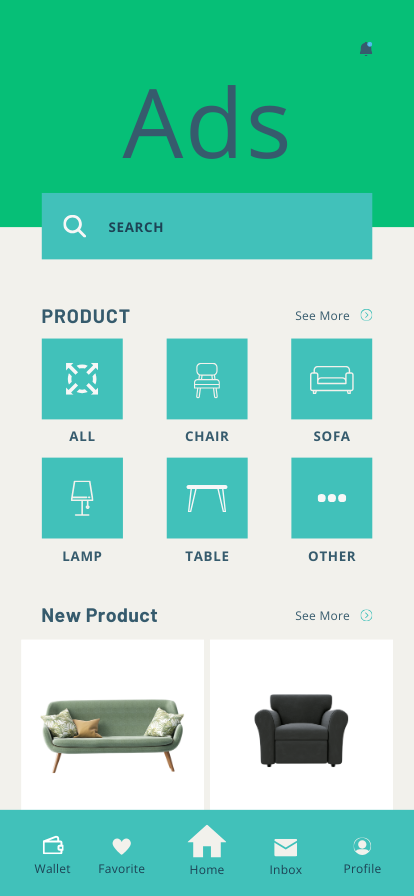 Ads
SEARCH
PRODUCT
See More
ALL
CHAIR
SOFA
LAMP
TABLE
OTHER
New Product
See More
Wallet
Favorite
Home
Inbox
Profile